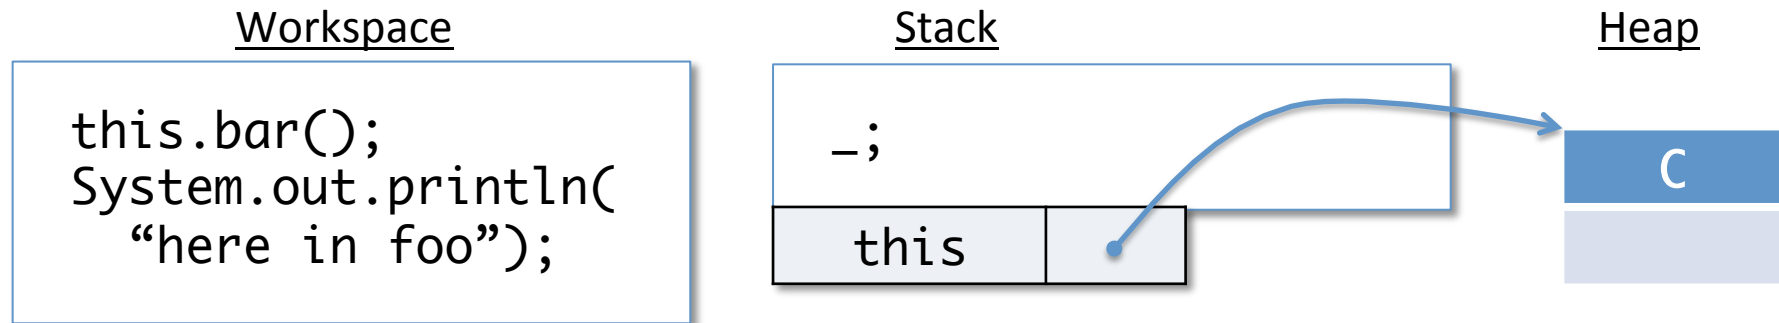 Workspace
Stack
Heap
this.bar();
System.out.println(
“here in foo”);
_;
this
C